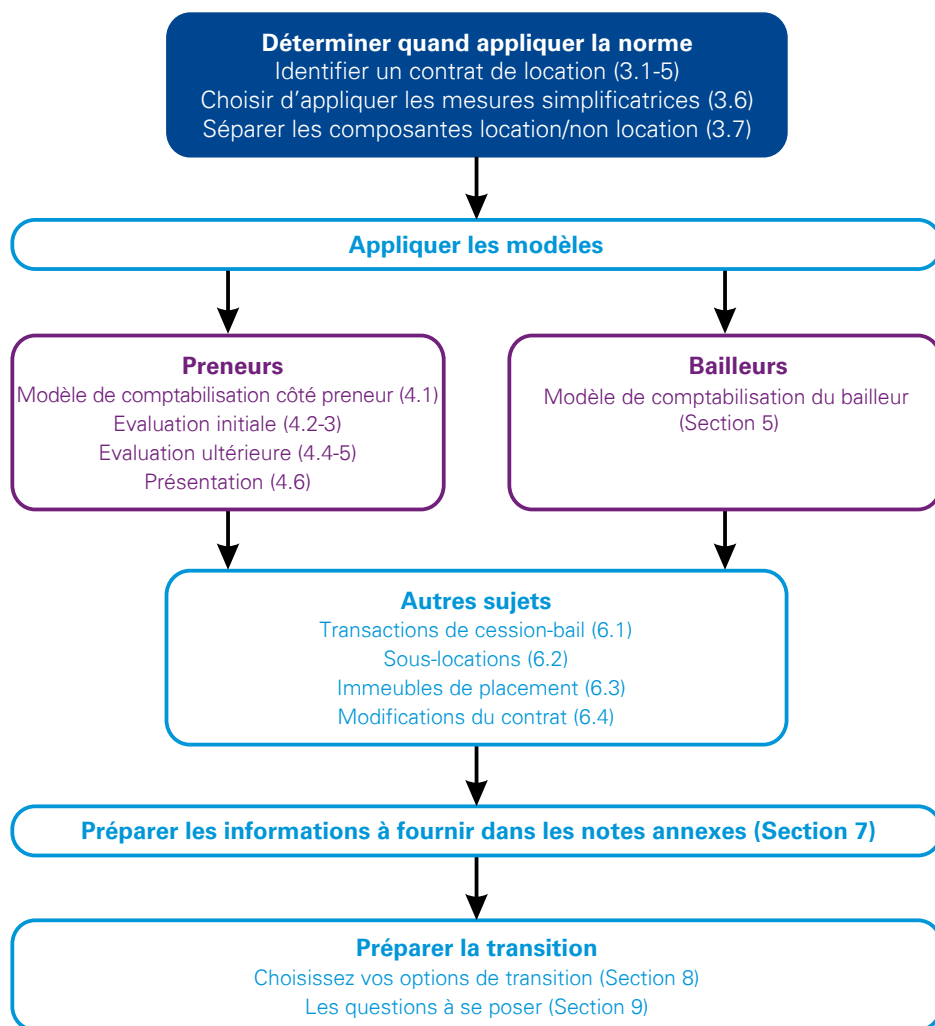 Déterminer quand appliquer la norme
Identifier un contrat de location (3.1-5)
Choisir d'appliquer les mesures simplificatrices (3.6)
Séparer les composantes location/non location (3.7)
Appliquer les modèles
Preneurs
Modèle de comptabilisation côté preneur (4.1)
Evaluation initiale (4.2-3)
Evaluation ultérieure (4.4-5)
Présentation (4.6)
Bailleurs
Modèle de comptabilisation du bailleur
(Section 5)
Autres sujets
Transactions de cession-bail (6.1)
Sous-locations (6.2)
Immeubles de placement (6.3)
Modifications du contrat (6.4)
Préparer les informations à fournir dans les notes annexes (Section 7)
Préparer la transition
Choisissez vos options de transition (Section 8)
Les questions à se poser (Section 9)